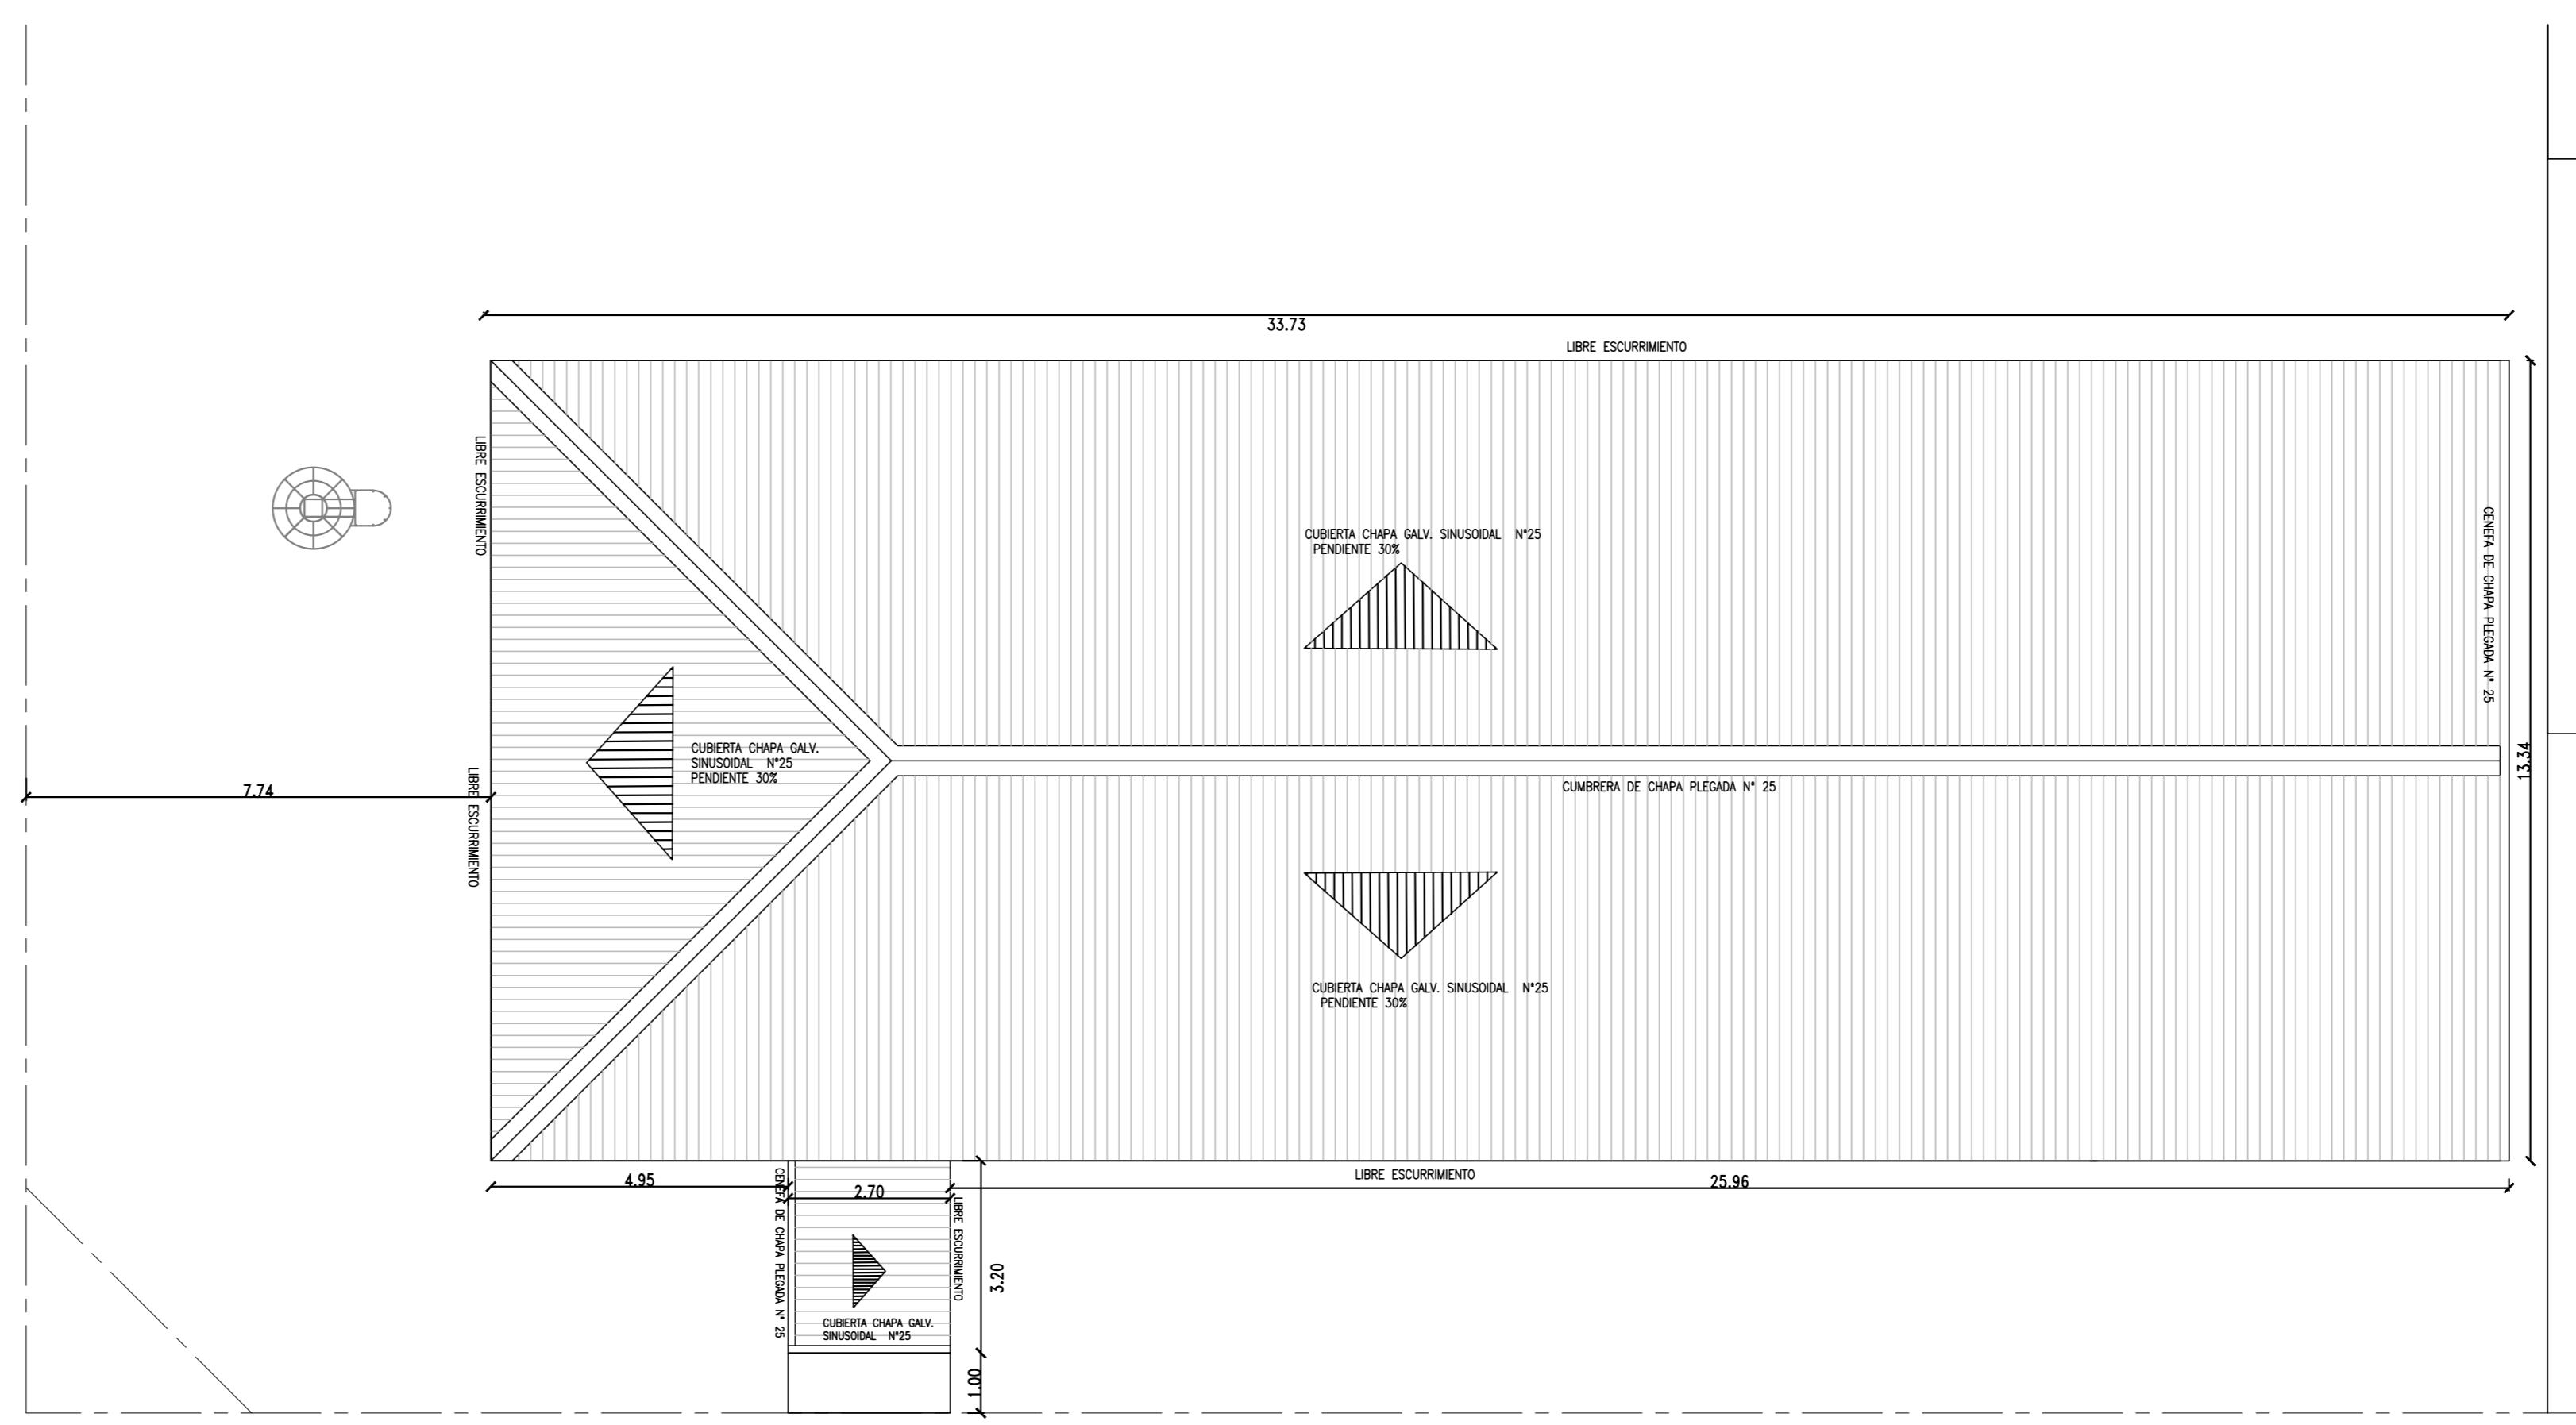 33.73
LIBRE ESCURRIMIENTO
LIBRE ESCURRIMIENTO
CUBIERTA CHAPA GALV. SINUSOIDAL N°25
PENDIENTE 30%
CENEFA DE CHAPA PLEGADA N° 25
CUBIERTA CHAPA GALV.
SINUSOIDAL N°25
PENDIENTE 30%
13.34
7.74
LIBRE ESCURRIMIENTO
CUMBRERA DE CHAPA PLEGADA N° 25
CUBIERTA CHAPA GALV. SINUSOIDAL N°25
PENDIENTE 30%
4.95
2.70
LIBRE ESCURRIMIENTO
25.96
CENEFA DE CHAPA PLEGADA N° 25
LIBRE ESCURRIMIENTO
3.20
CUBIERTA CHAPA GALV.
SINUSOIDAL N°25
1.00